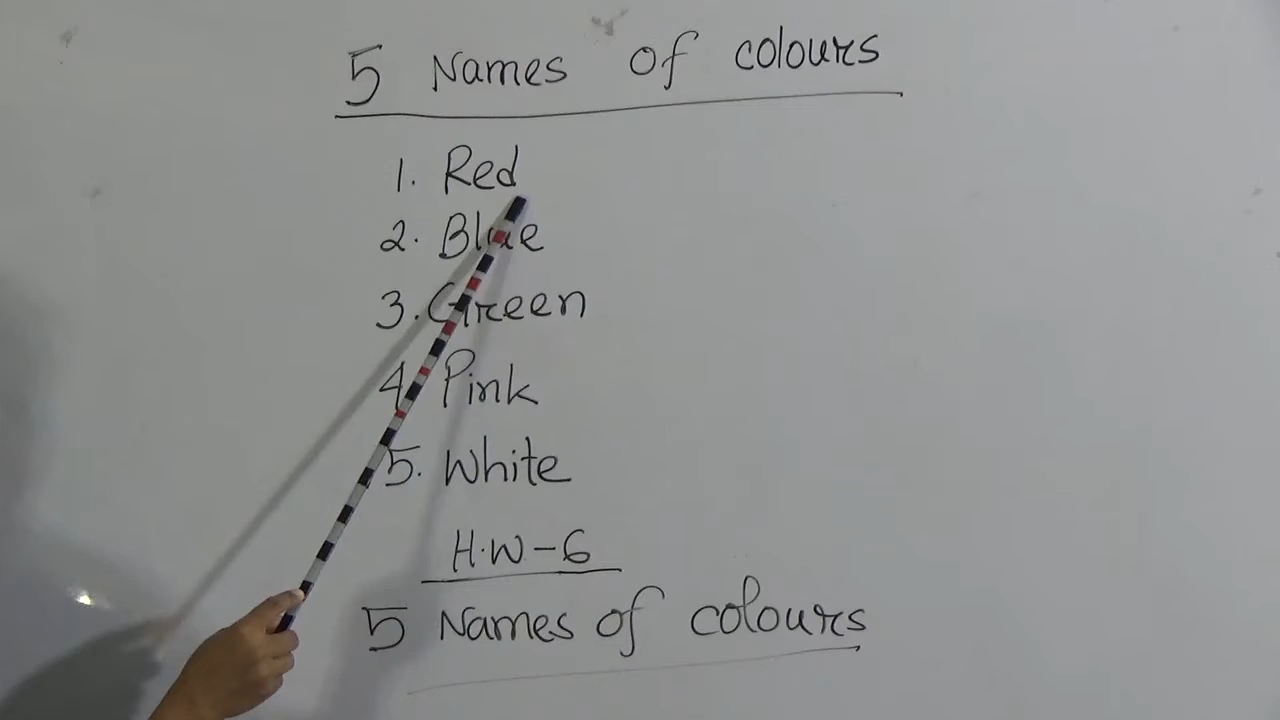 5 Names of colours
1. Red
2. Blue
3. Green
4. Pink
5. White
H.W-6
5 Names of colours